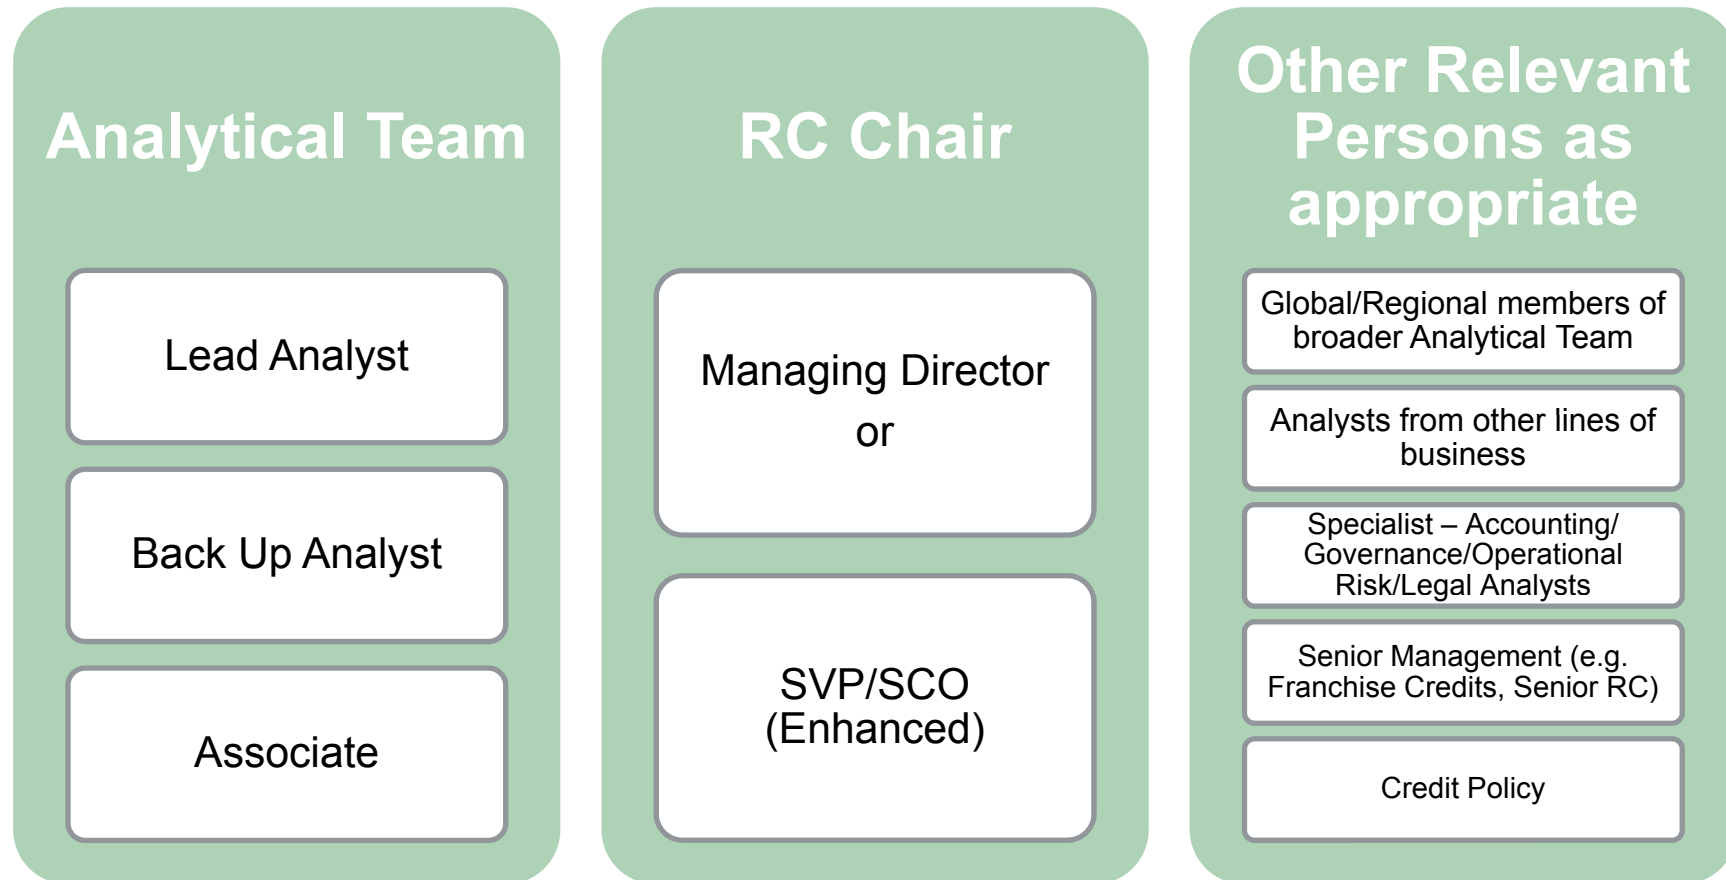 Analytical Team
Lead Analyst
Back Up Analyst
Associate
RC Chair
Managing Director
or
SVP/SCO
(Enhanced)
Other Relevant
Persons as
appropriate
Global/Regional members of
broader Analytical Team
Analysts from other lines of
business
Specialist – Accounting/
Governance/Operational
Risk/Legal Analysts
Senior Management (e.g.
Franchise Credits, Senior RC)
Credit Policy